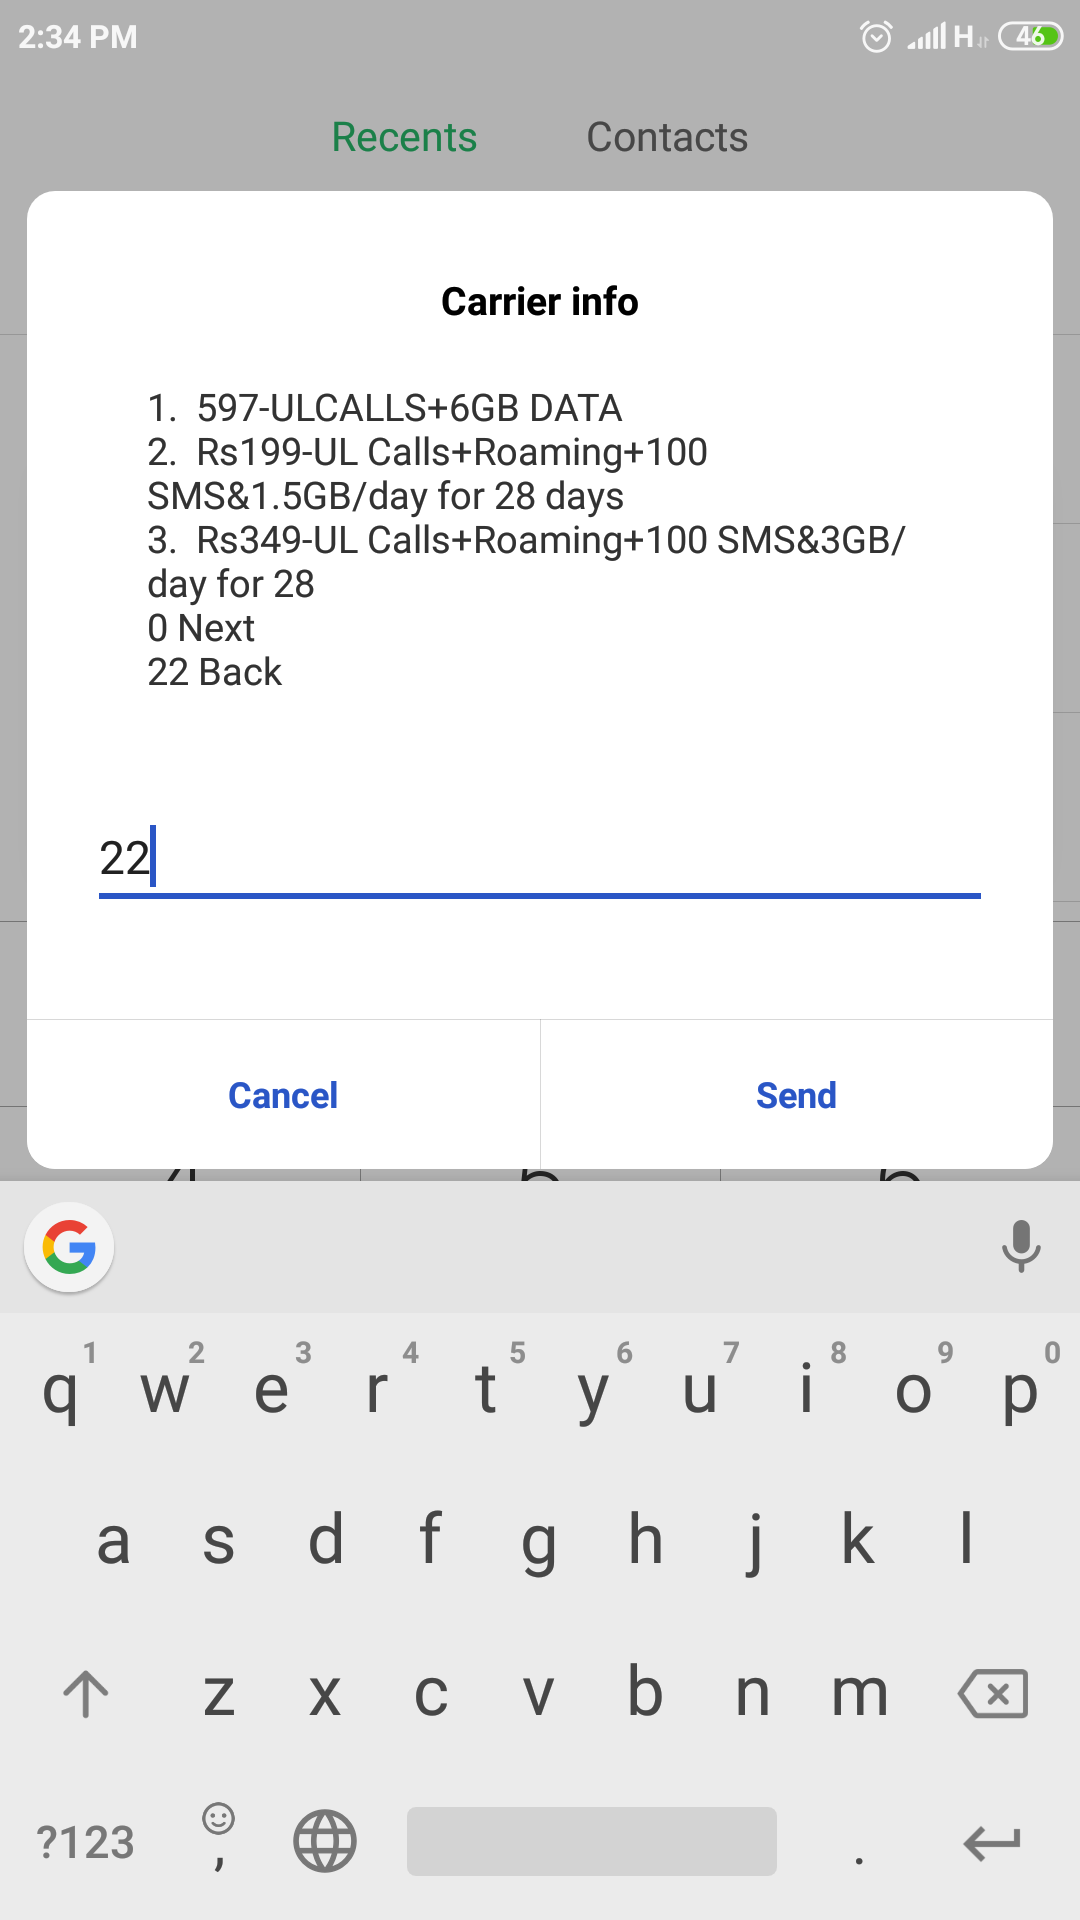 2:34 PM H 46
Recents Contacts
Carrier info
1. 597-ULCALLS+6GB DATA
2. Rs199-UL Calls+Roaming+100
SMS&1.5GB/day for 28 days
3. Rs349-UL Calls+Roaming+100 SMS&3GB/
day for 28
0 Next
22 Back
22
Cancel Send
1 2 3 4 5 6 7 8 9 0
q w e r t y u i o p
a s d f g h j k l
z x c v b n m
?123 , .